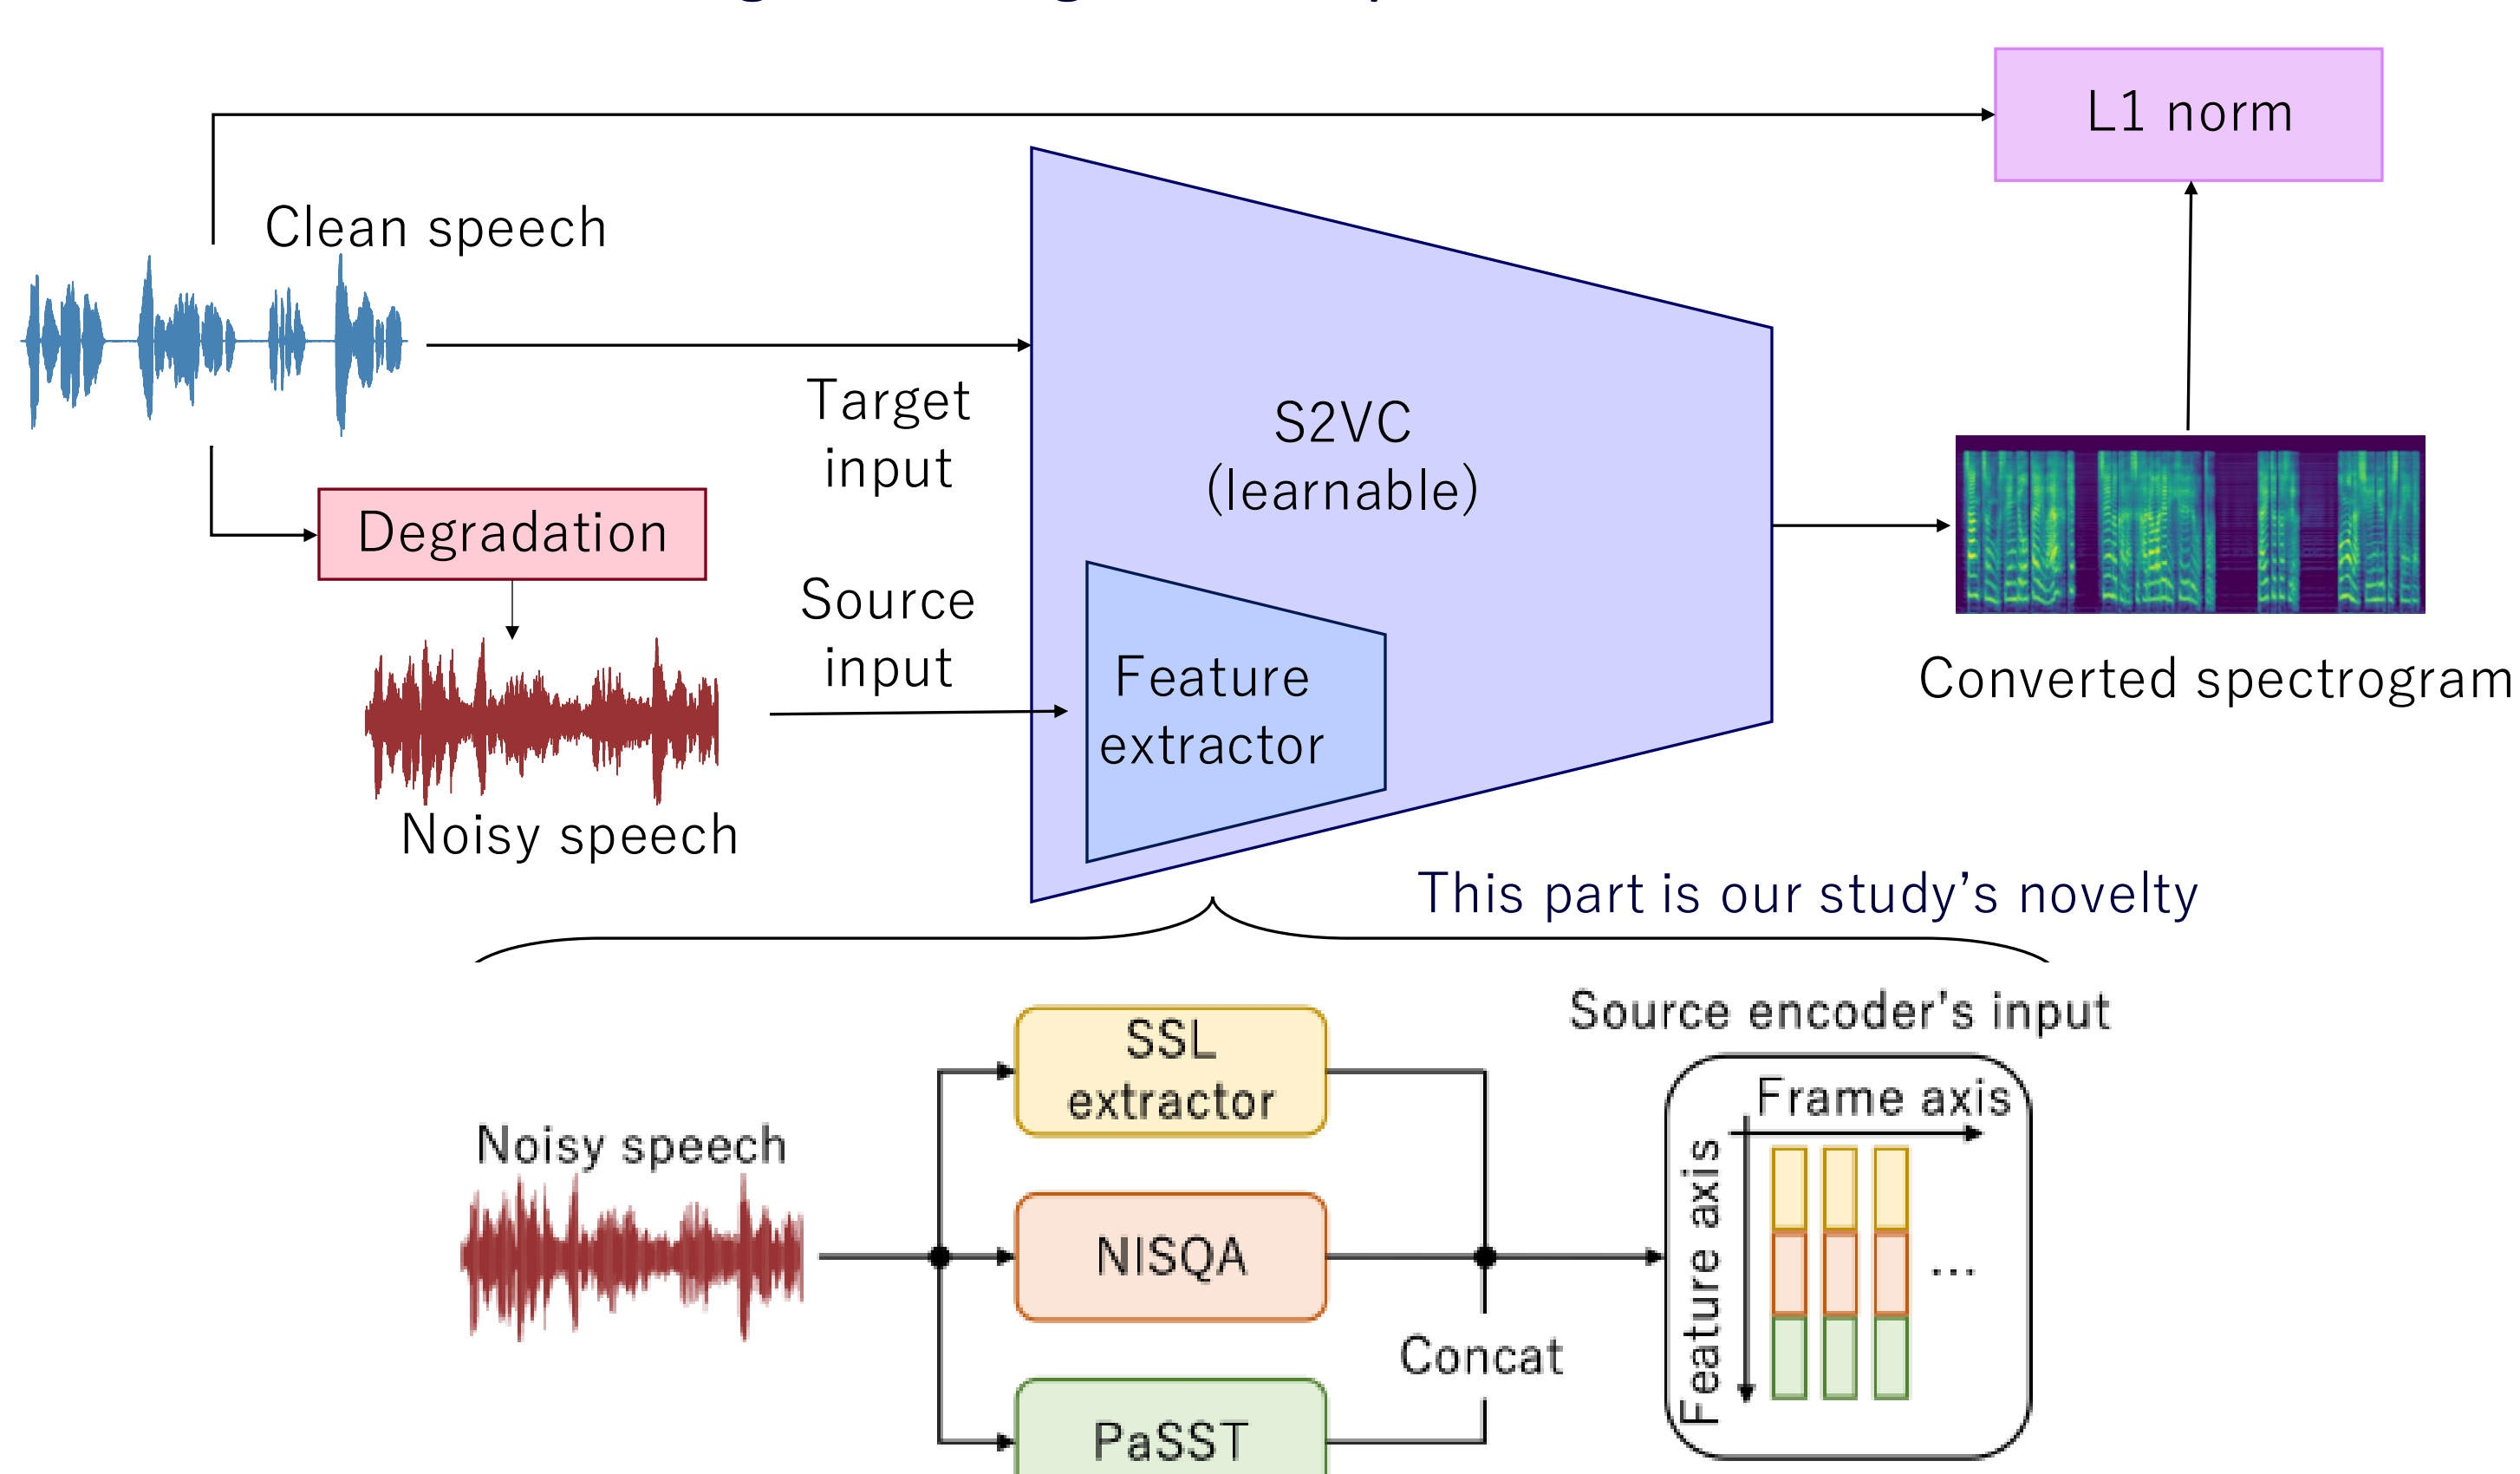 L1 norm
Clean speech
Target
input
S2VC
(learnable)
Degradation
Source
input
Feature
extractor
Converted spectrogram
Noisy speech
This part is our study's novelty
Source encoder's input
SSL
extractor
Frame axis
Noisy speech
Feature axis
NISQA
...
Concat
PaSST